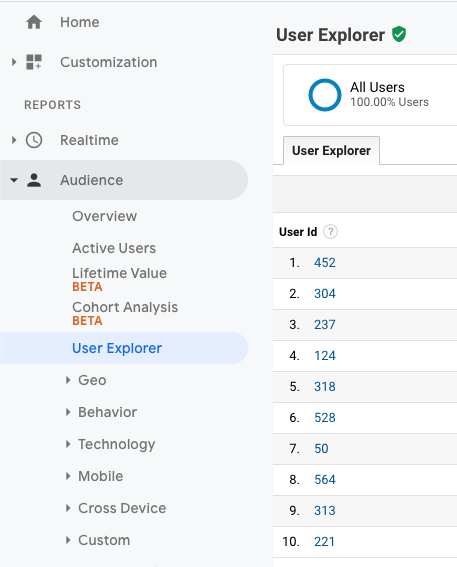 Home
Customization
REPORTS
Realtime
Audience
Overview
Active Users
Lifetime Value
BETA
Cohort Analysis
BETA
User Explorer
Geo
Behavior
Technology
Mobile
Cross Device
Custom
User Explorer
All Users
100.00% Users
User Explorer
User Id ?
1. 452
2. 304
3. 237
4. 124
5. 318
6. 528
7. 50
8. 564
9. 313
10. 221